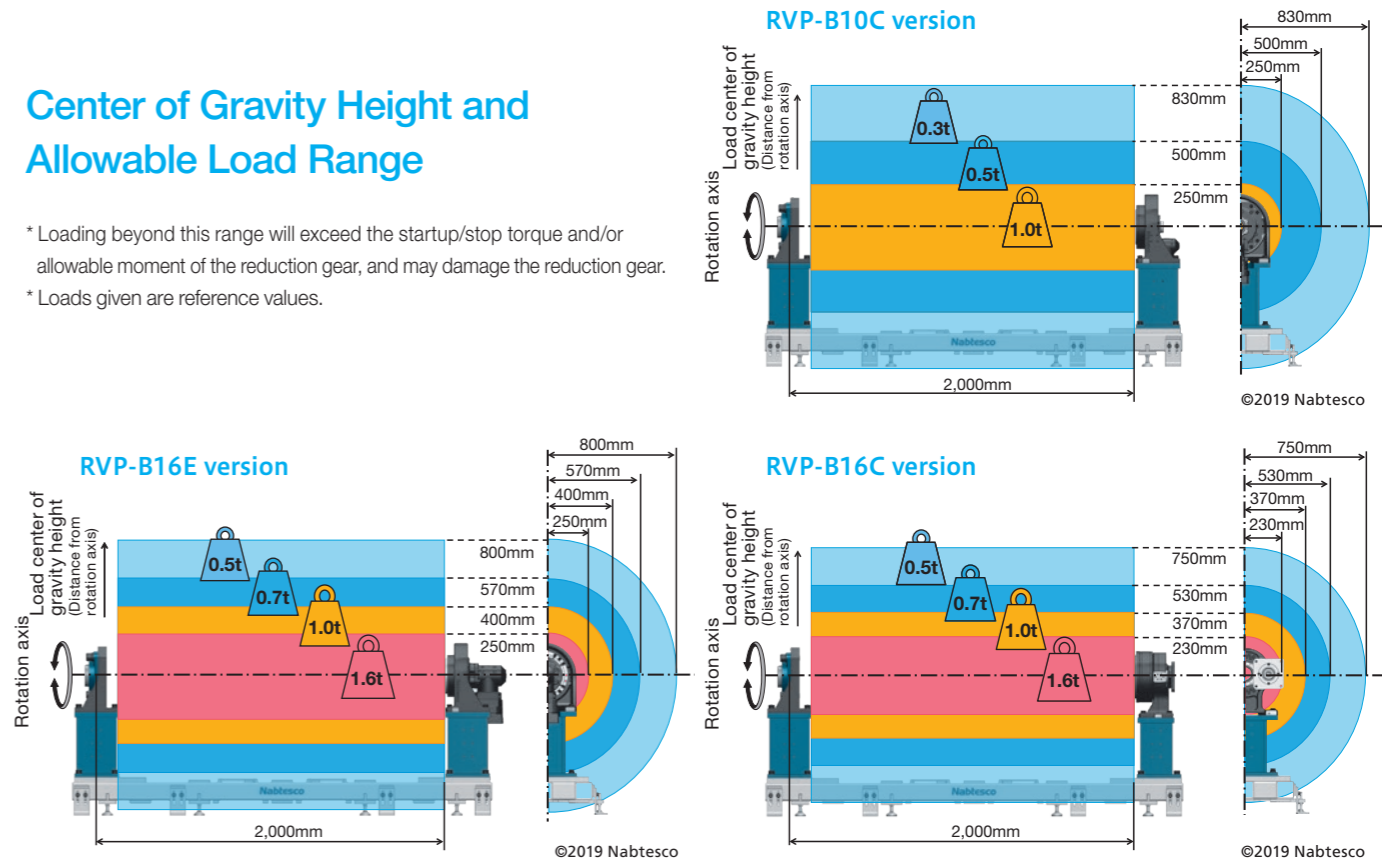 Center of Gravity Height and
Allowable Load Range
* Loading beyond this range will exceed the startup/stop torque and/or
allowable moment of the reduction gear, and may damage the reduction gear.
* Loads given are reference values.
RVP-B10C version
Rotation axis
Load center of
gravity height
(Distance from
rotation axis)
0.3t
0.5t
1.0t
830mm
500mm
250mm
830mm
500mm
250mm
Nabtesco
2,000mm
©2019 Nabtesco
RVP-B16E version
Rotation axis
Load center of
gravity height
(Distance from
rotation axis)
0.5t
0.7t
1.0t
1.6t
800mm
570mm
400mm
250mm
800mm
570mm
400mm
250mm
Nabtesco
2,000mm
©2019 Nabtesco
RVP-B16C version
Rotation axis
Load center of
gravity height
(Distance from
rotation axis)
0.5t
0.7t
1.0t
1.6t
750mm
530mm
370mm
230mm
750mm
530mm
370mm
230mm
Nabtesco
2,000mm
©2019 Nabtesco